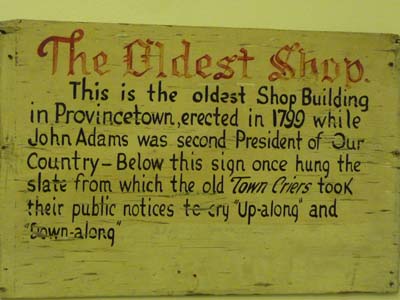 The Oldest Shop.
This is the oldest Shop Building
in Provincetown, erected in 1799 while
John Adams was second President of Our
Country – Below this sign once hung the
slate from which the old Town Criers took
their public notices to cry "Up-along" and
"Down-along"